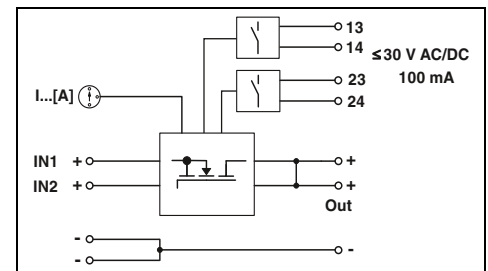 13
14
≤ 30 V AC/DC
100 mA
23
24
I...[A]
IN1 + +
IN2 + +
Out
- -
-